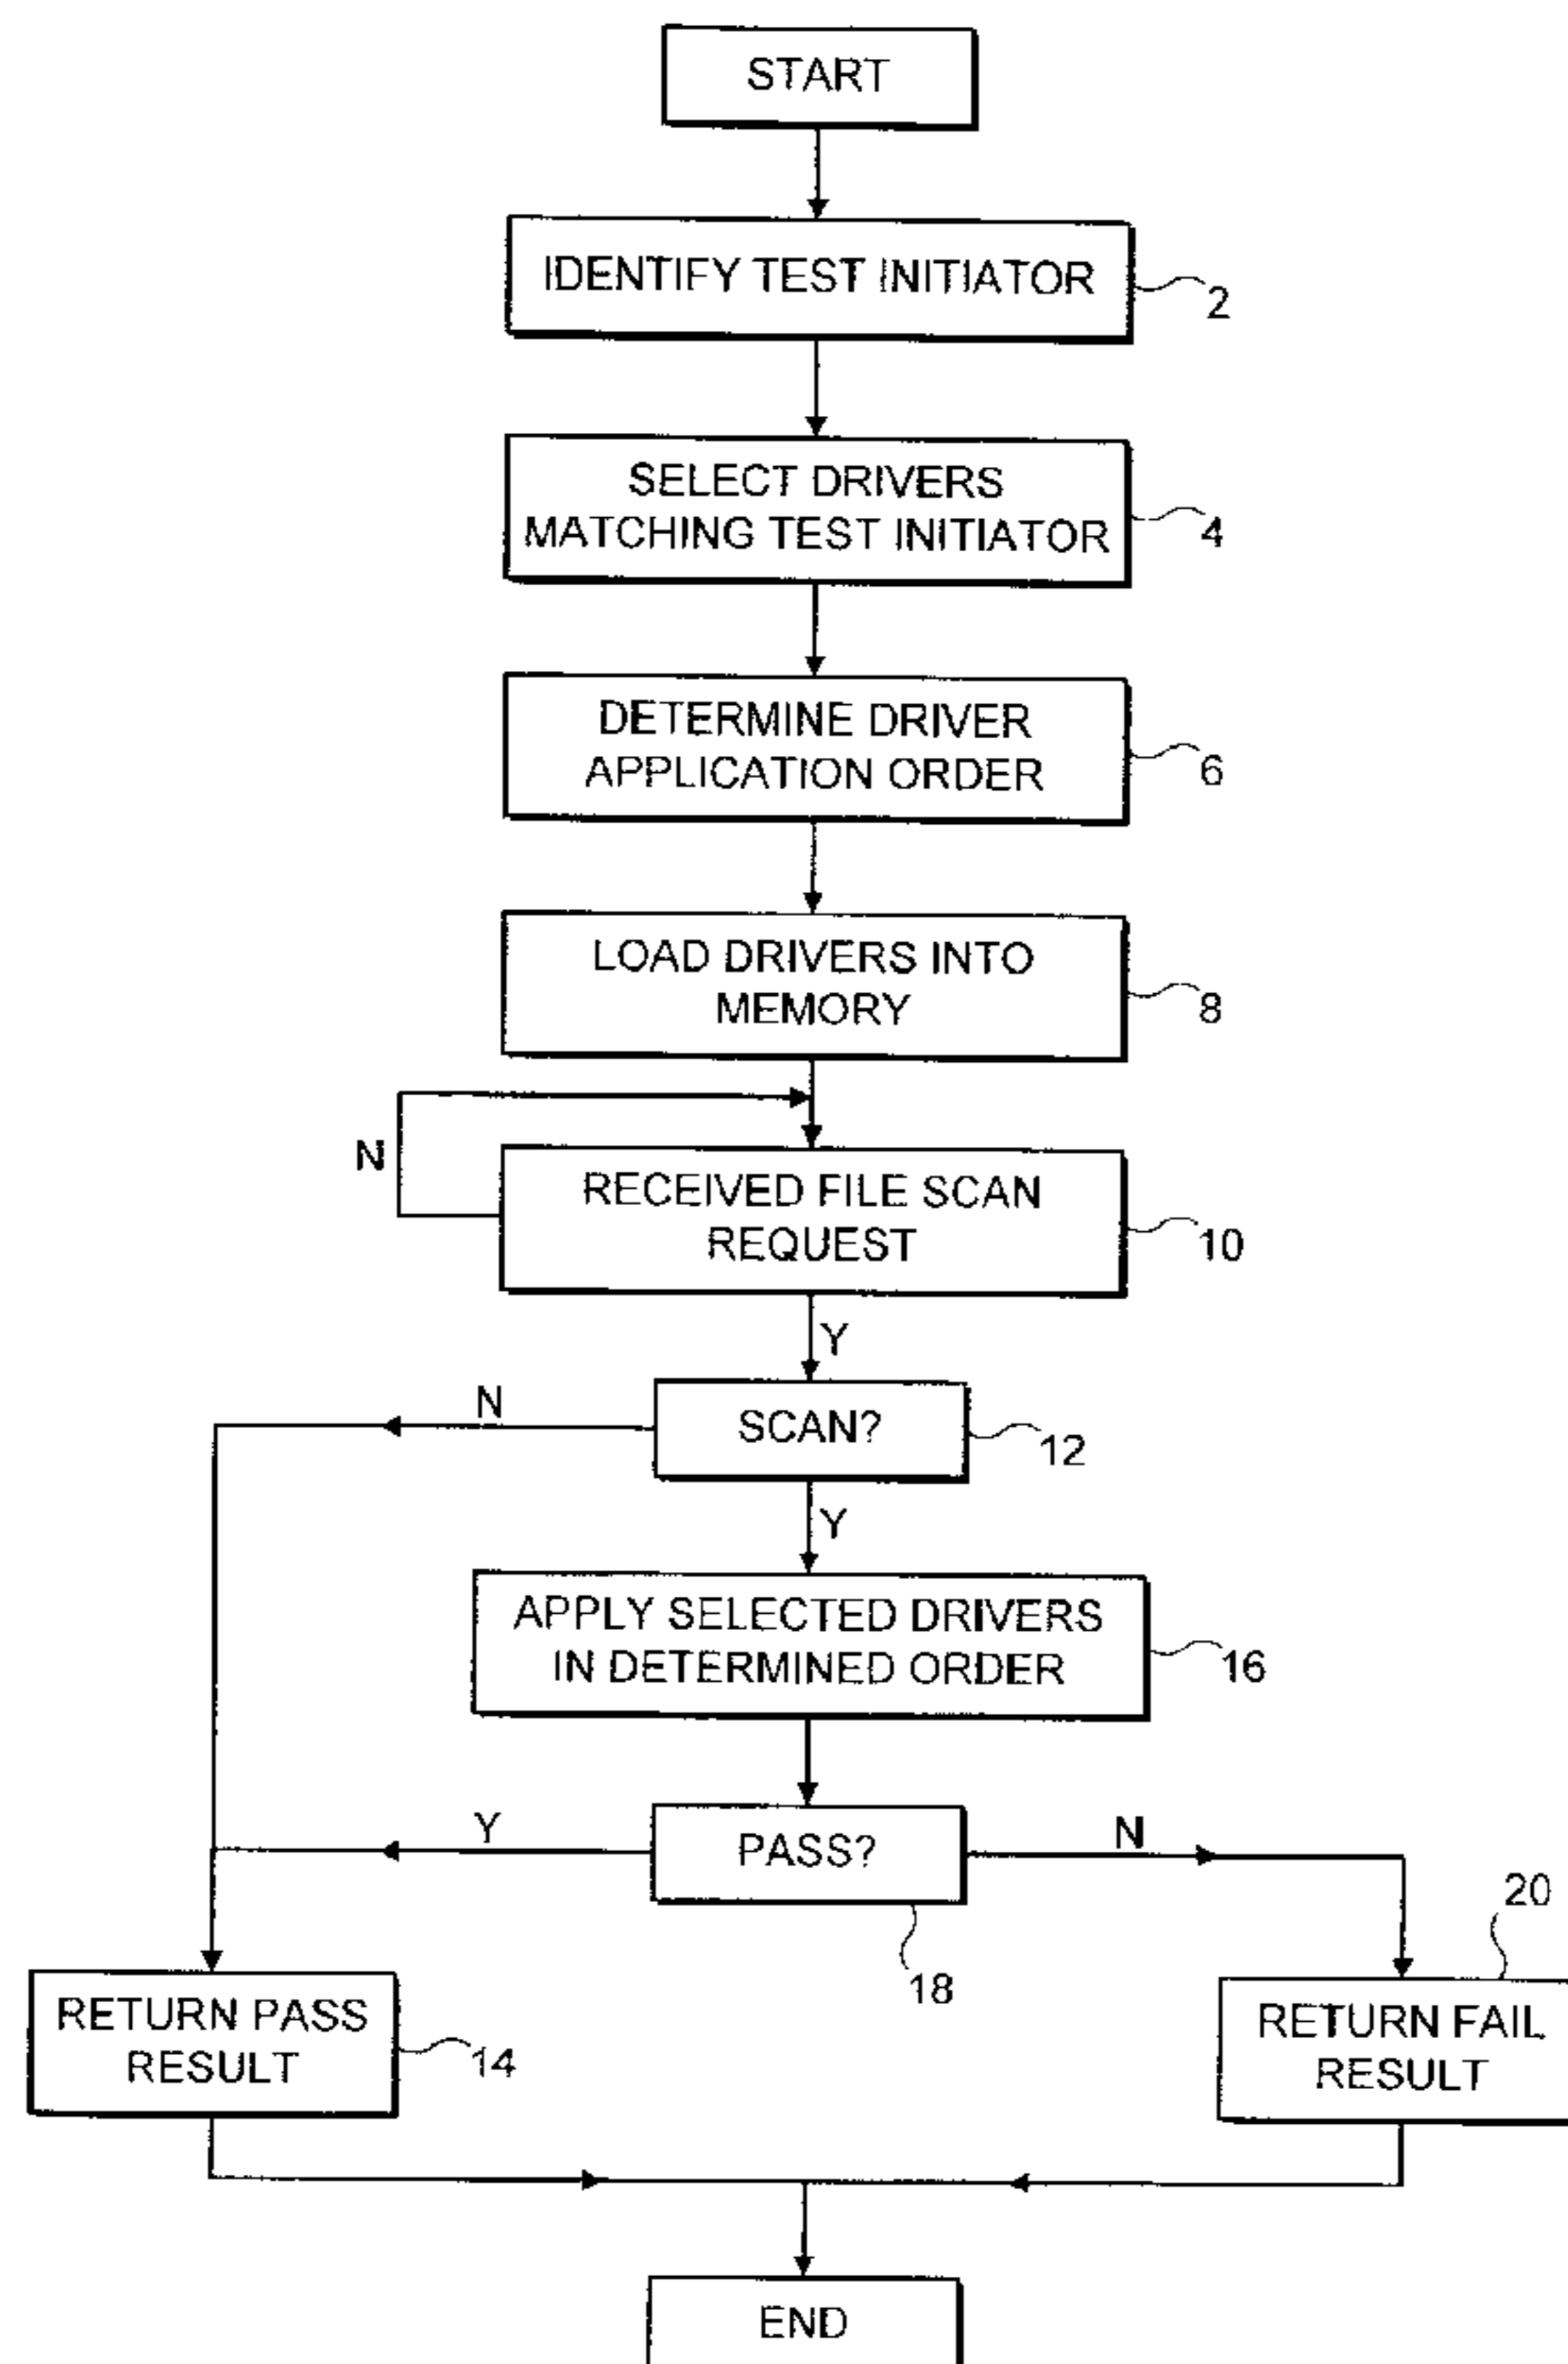 START
IDENTIFY TEST INITIATOR
2
SELECT DRIVERS
MATCHING TEST INITIATOR
4
DETERMINE DRIVER
APPLICATION ORDER
6
LOAD DRIVERS INTO
MEMORY
8
N
RECEIVED FILE SCAN
REQUEST
10
Y
N
SCAN?
12
Y
APPLY SELECTED DRIVERS
IN DETERMINED ORDER
16
Y
PASS?
N
18
20
RETURN PASS
RESULT
14
RETURN FAIL
RESULT
END